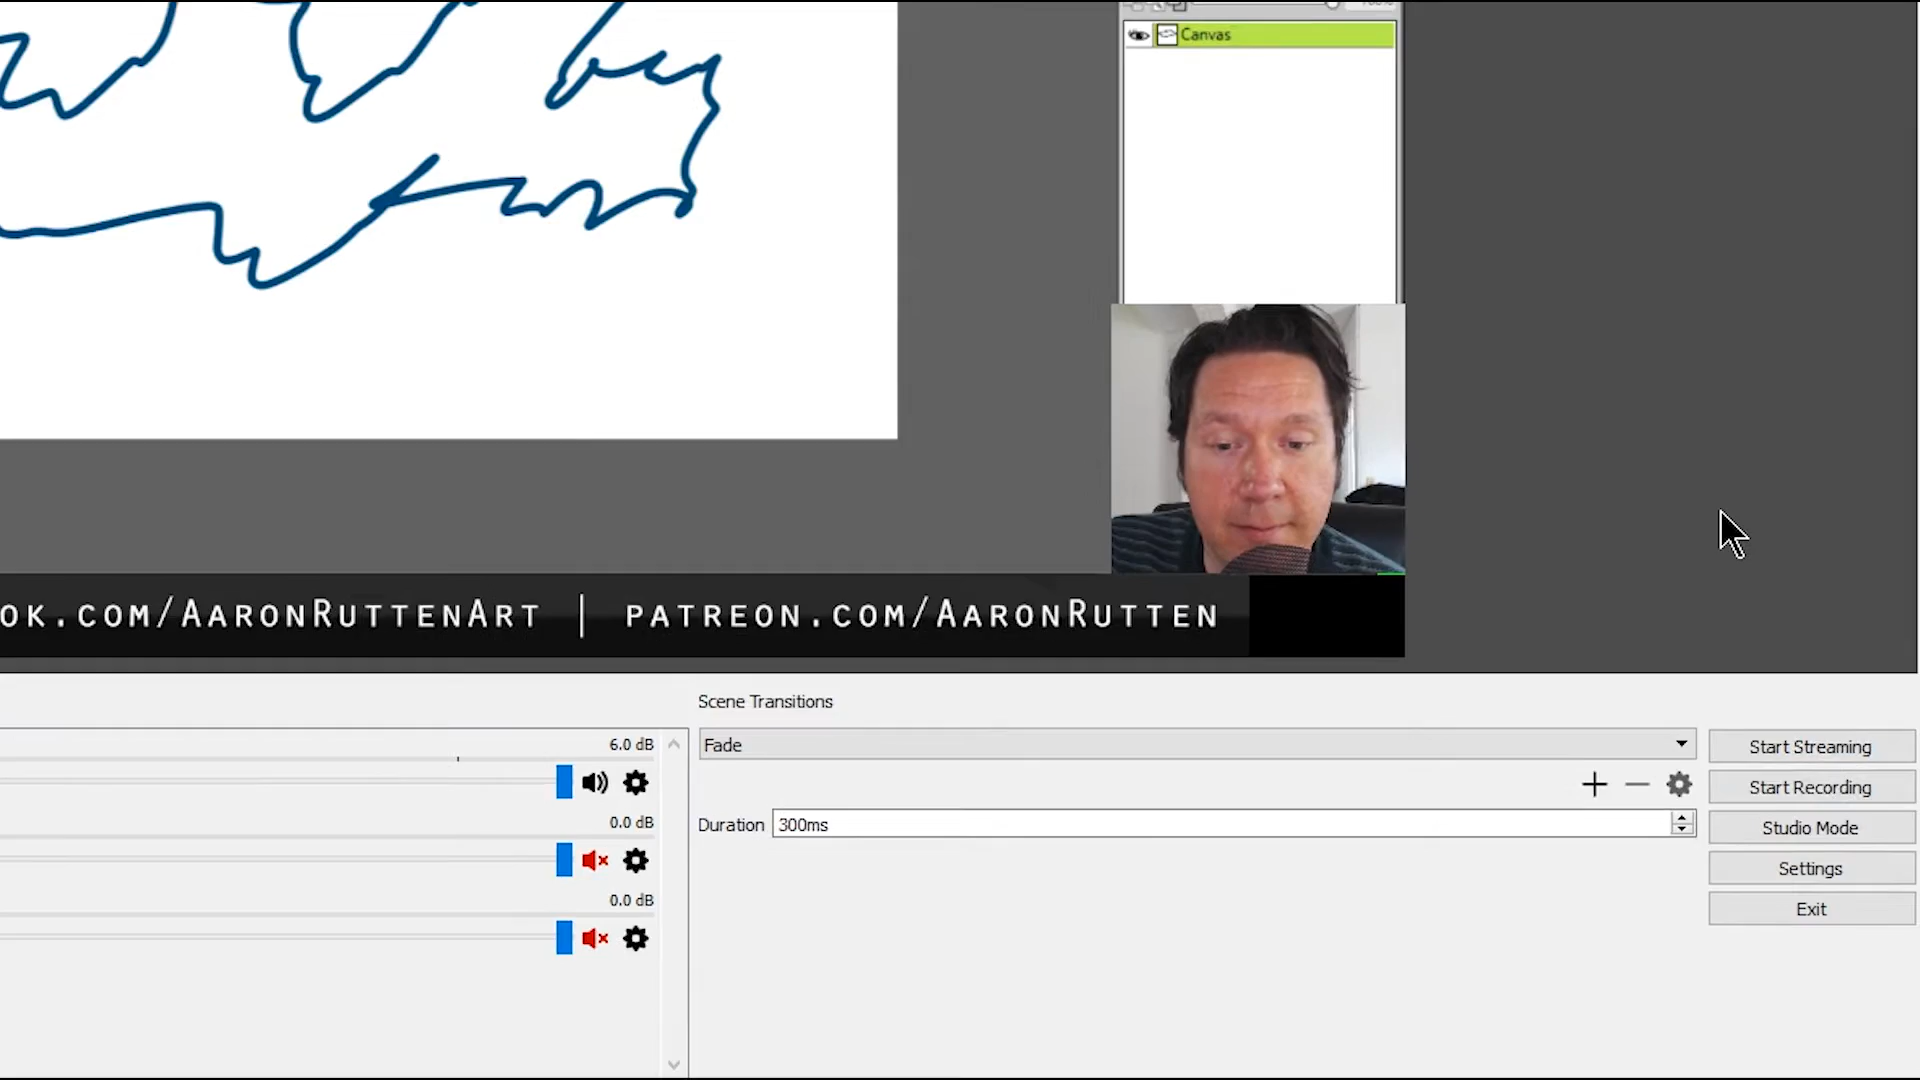 Canvas
OK.COM/AARONRUTTENART | PATREON.COM/AARONRUTTEN
Scene Transitions
6.0 dB
Fade
Start Streaming
Start Recording
Duration 300ms
0.0 dB
Studio Mode
Settings
0.0 dB
Exit